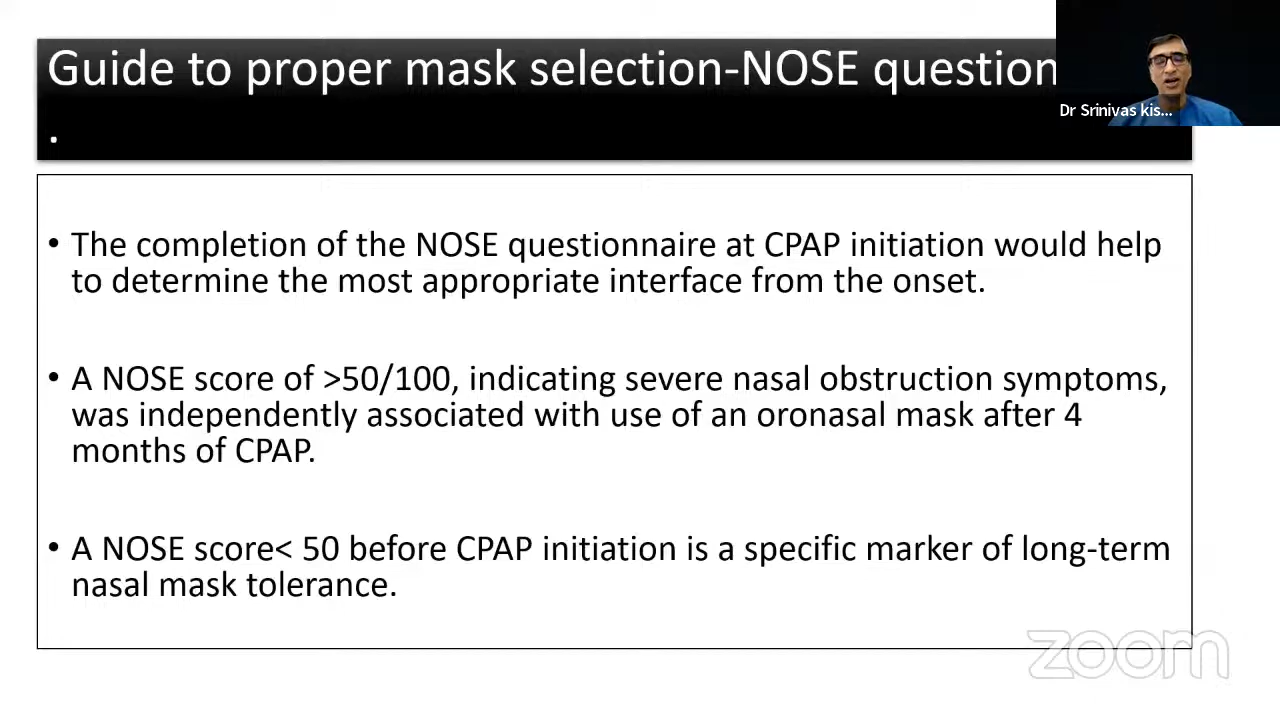 Guide to proper mask selection-NOSE question
.
Dr Srinivas kis...
• The completion of the NOSE questionnaire at CPAP initiation would help
to determine the most appropriate interface from the onset.
• A NOSE score of >50/100, indicating severe nasal obstruction symptoms,
was independently associated with use of an oronasal mask after 4
months of CPAP.
• A NOSE score< 50 before CPAP initiation is a specific marker of long-term
nasal mask tolerance.
zoom